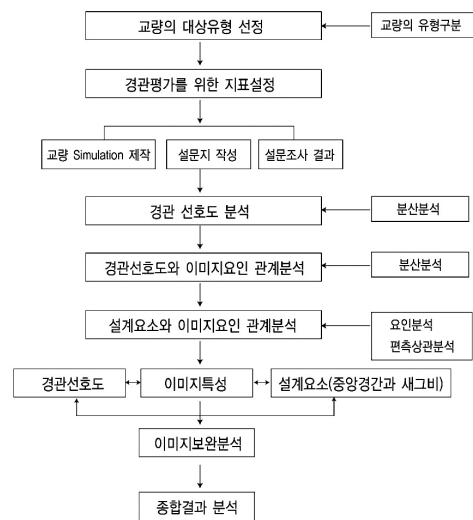 교량의 대상유형 선정
교량의 유형구분
경관평가를 위한 지표설정
교량 Simulation 제작
설문지 작성
설문조사 결과
경관 선호도 분석
분산분석
경관선호도와 이미지요인 관계분석
분산분석
설계요소와 이미지요인 관계분석
요인분석
편측상관분석
경관선호도
이미지특성
설계요소(중앙경간과 새그비)
이미지보완분석
종합결과 분석